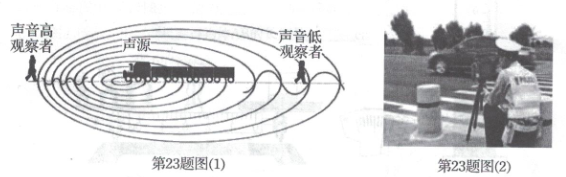 声音高
观察者
声源
声音低
观察者
第23题图(1)
第23题图(2)